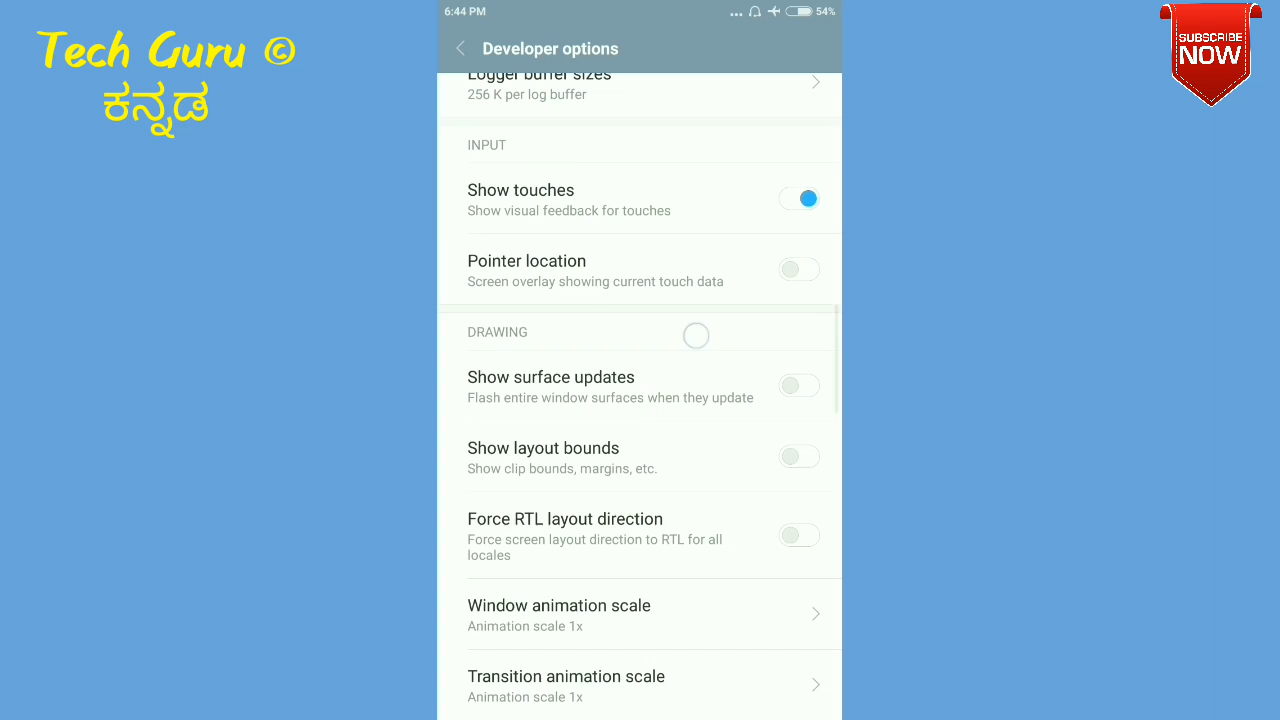 Tech Guru ©
ಕನ್ನಡ
6:44 PM
54%
Developer options
Logger buffer sizes
256 K per log buffer
INPUT
Show touches
Show visual feedback for touches
Pointer location
Screen overlay showing current touch data
DRAWING
Show surface updates
Flash entire window surfaces when they update
Show layout bounds
Show clip bounds, margins, etc.
Force RTL layout direction
Force screen layout direction to RTL for all
locales
Window animation scale
Animation scale 1x
Transition animation scale
Animation scale 1x
SUBSCRIBE
NOW